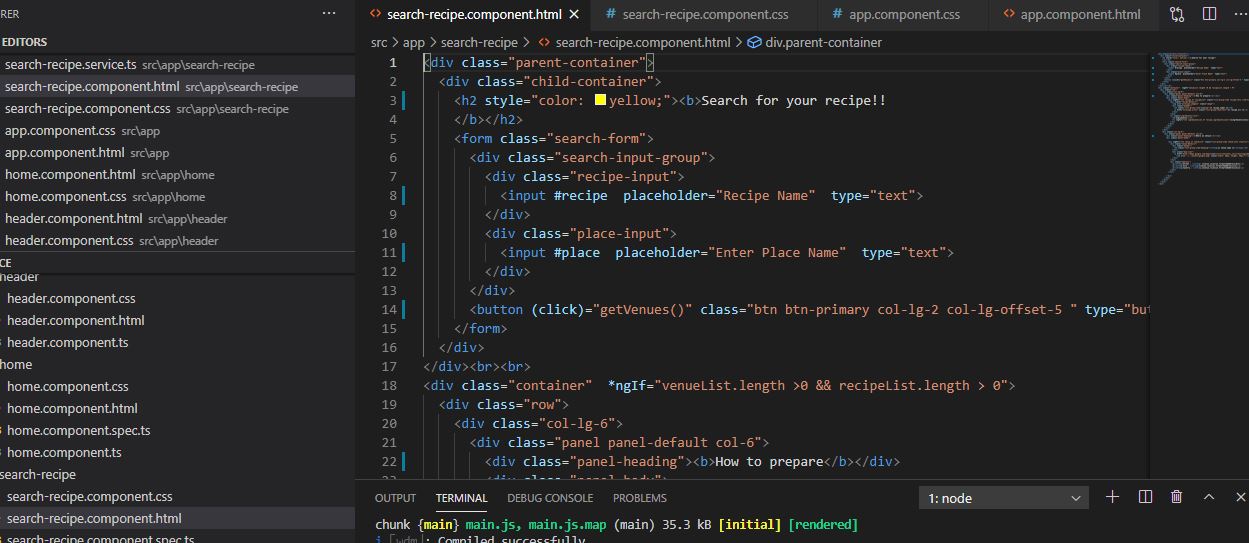 RER ...
search-recipe.component.html × # search-recipe.component.css # app.component.css <> app.component.html ...
EDITORS
search-recipe.service.ts src\app\search-recipe
search-recipe.component.html src\app\search-recipe
search-recipe.component.css src\app\search-recipe
app.component.css src\app
app.component.html src\app
home.component.html src\app\home
home.component.css src\app\home
header.component.html src\app\header
header.component.css src\app\header
CE
header
header.component.css
header.component.html
header.component.ts
home
home.component.css
home.component.html
home.component.spec.ts
home.component.ts
search-recipe
search-recipe.component.css
search-recipe.component.html
search-recipe.component.spec.ts
src > app > search-recipe > <> search-recipe.component.html > div.parent-container
1 <div class="parent-container">
2 <div class="child-container">
3 <h2 style="color: yellow;"><b>Search for your recipe!!
4 </b></h2>
5 <form class="search-form">
6 <div class="search-input-group">
7 <div class="recipe-input">
8 <input #recipe  placeholder="Recipe Name"  type="text">
9 </div>
10 <div class="place-input">
11 <input #place  placeholder="Enter Place Name"  type="text">
12 </div>
13 </div>
14 <button (click)="getVenues()" class="btn btn-primary col-lg-2 col-lg-offset-5 " type="but
15 </form>
16 </div>
17 </div><br><br>
18 <div class="container"  *ngIf="venueList.length >0 && recipeList.length > 0">
19 <div class="row">
20 <div class="col-lg-6">
21 <div class="panel panel-default col-6">
22 <div class="panel-heading"><b>How to prepare</b></div>
23 <div class="panel-body">
OUTPUT TERMINAL DEBUG CONSOLE PROBLEMS 1: node
chunk {main} main.js, main.js.map (main) 35.3 kB [initial] [rendered]
i [wdm]: Compiled successfully